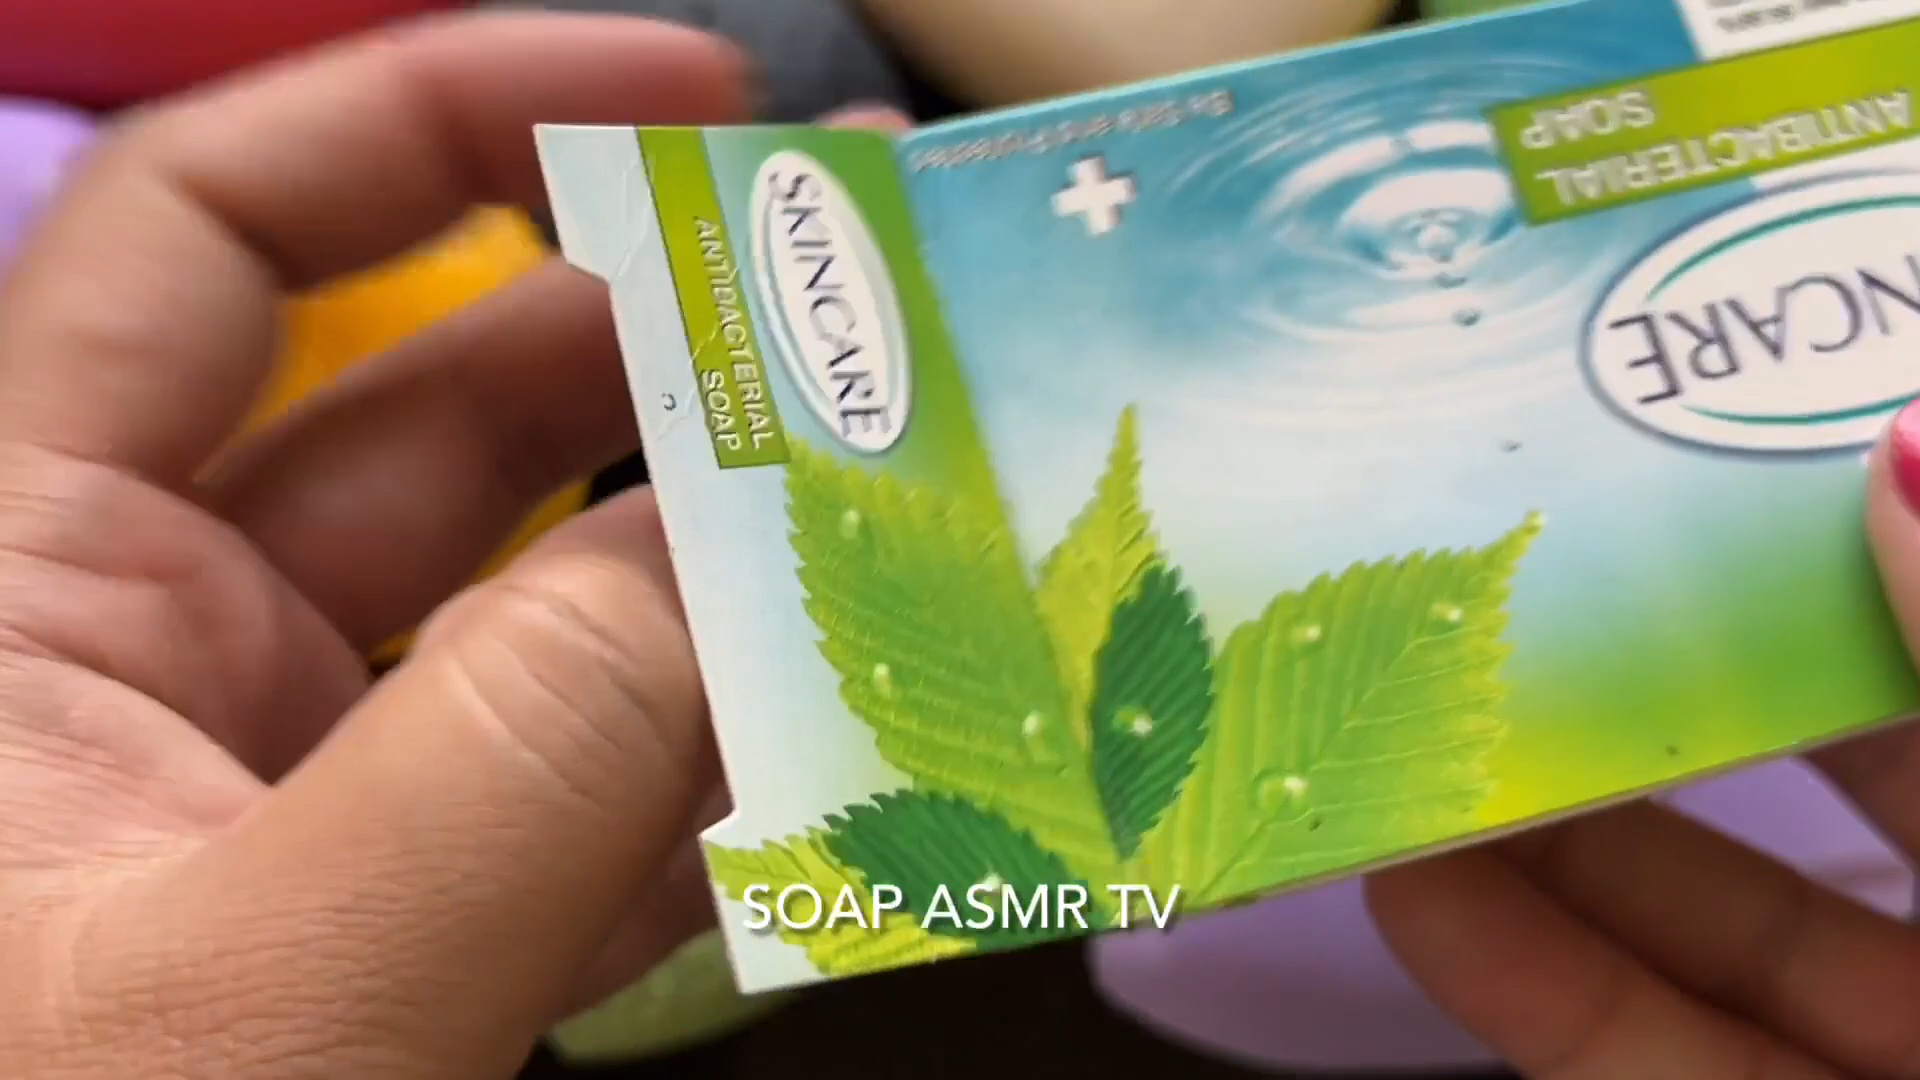 SKINCARE
ANTIBACTERIAL
SOAP
ANTIBACTERIAL
SOAP
NCARE
SOAP ASMR TV